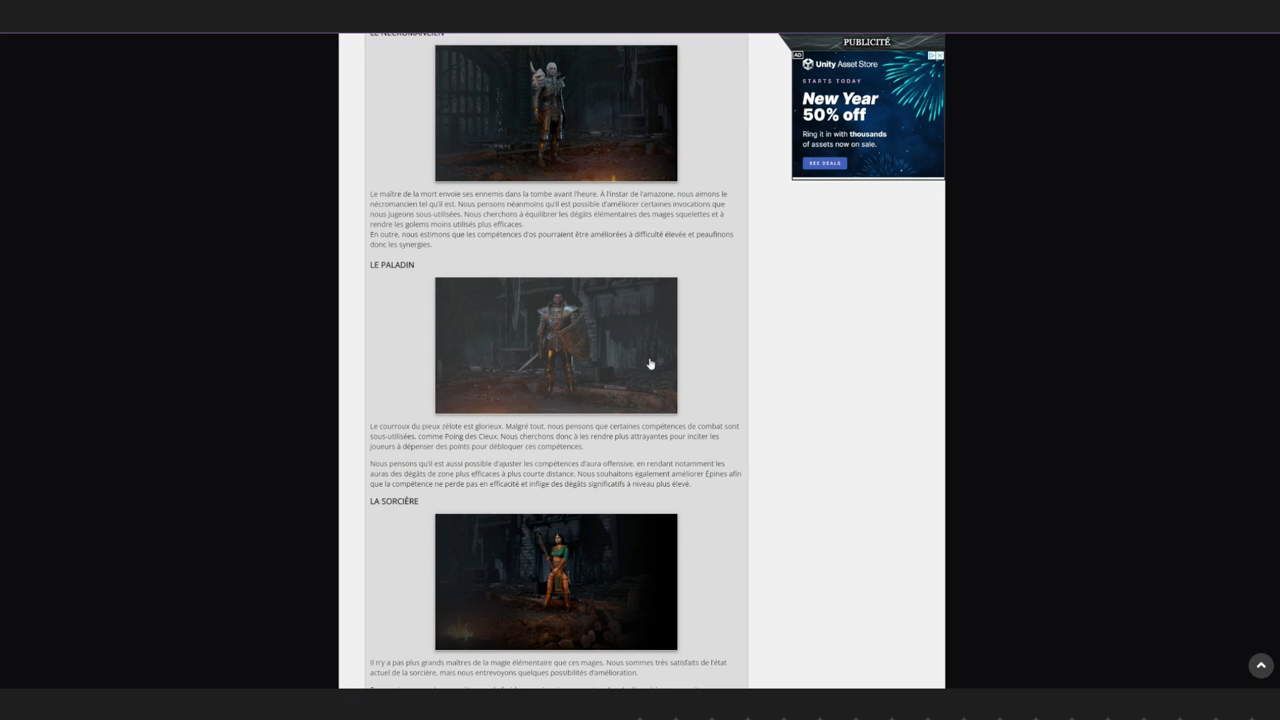 LE NÉCROMANCIEN
PUBLICITÉ
AD
Unity Asset Store
STARTS TODAY
New Year
50% off
Ring it in with thousands
of assets now on sale.
SEE DEALS
Le maître de la mort envoie ses ennemis dans la tombe avant l'heure. À l'instar de l'amazone, nous aimons le
nécromancien tel qu'il est. Nous pensons néanmoins qu'il est possible d'améliorer certaines invocations que
nous jugeons sous-utilisées. Nous cherchons à équilibrer les dégâts élémentaires des mages squelettes et à
rendre les golems moins utilisés plus efficaces.
En outre, nous estimons que les compétences d'os pourraient être améliorées à difficulté élevée et peaufinons
donc les synergies.
LE PALADIN
Le courroux du pieux zélote est glorieux. Malgré tout, nous pensons que certaines compétences de combat sont
sous-utilisées, comme Poing des Cieux. Nous cherchons donc à les rendre plus attrayantes pour inciter les
joueurs à dépenser des points pour débloquer ces compétences.
Nous pensons qu'il est aussi possible d'ajuster les compétences d'aura offensive, en rendant notamment les
auras des dégâts de zone plus efficaces à plus courte distance. Nous souhaitons également améliorer Épines afin
que la compétence ne perde pas en efficacité et inflige des dégâts significatifs à niveau plus élevé.
LA SORCIÈRE
Il n'y a pas plus grands maîtres de la magie élémentaire que ces mages. Nous sommes très satisfaits de l'état
actuel de la sorcière, mais nous entrevoyons quelques possibilités d'amélioration.